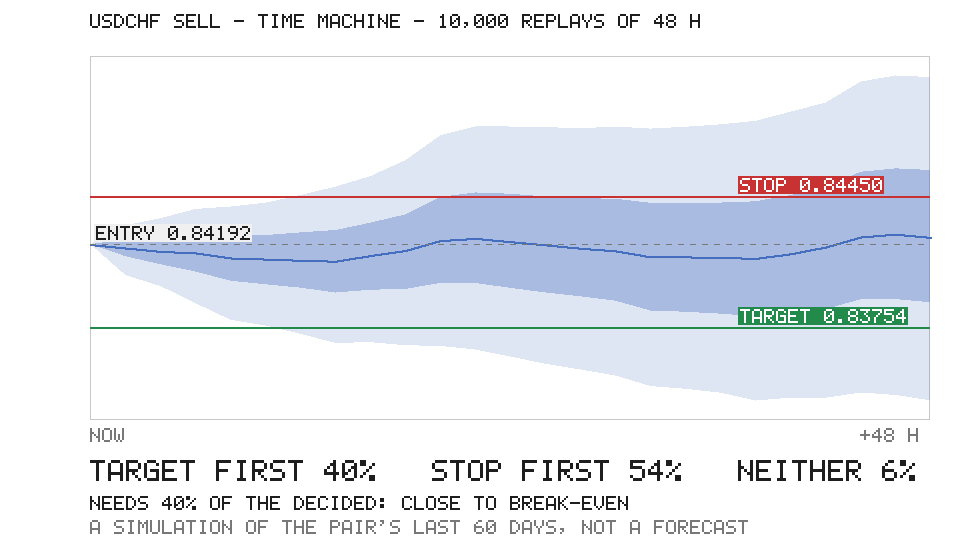 USDCHF SELL - TIME MACHINE - 10,000 REPLAYS OF 48 H
STOP 0.84450
ENTRY 0.84192
TARGET 0.83754
NOW +48 H
TARGET FIRST 40% STOP FIRST 54% NEITHER 6%
NEEDS 40% OF THE DECIDED: CLOSE TO BREAK-EVEN
A SIMULATION OF THE PAIR'S LAST 60 DAYS, NOT A FORECAST